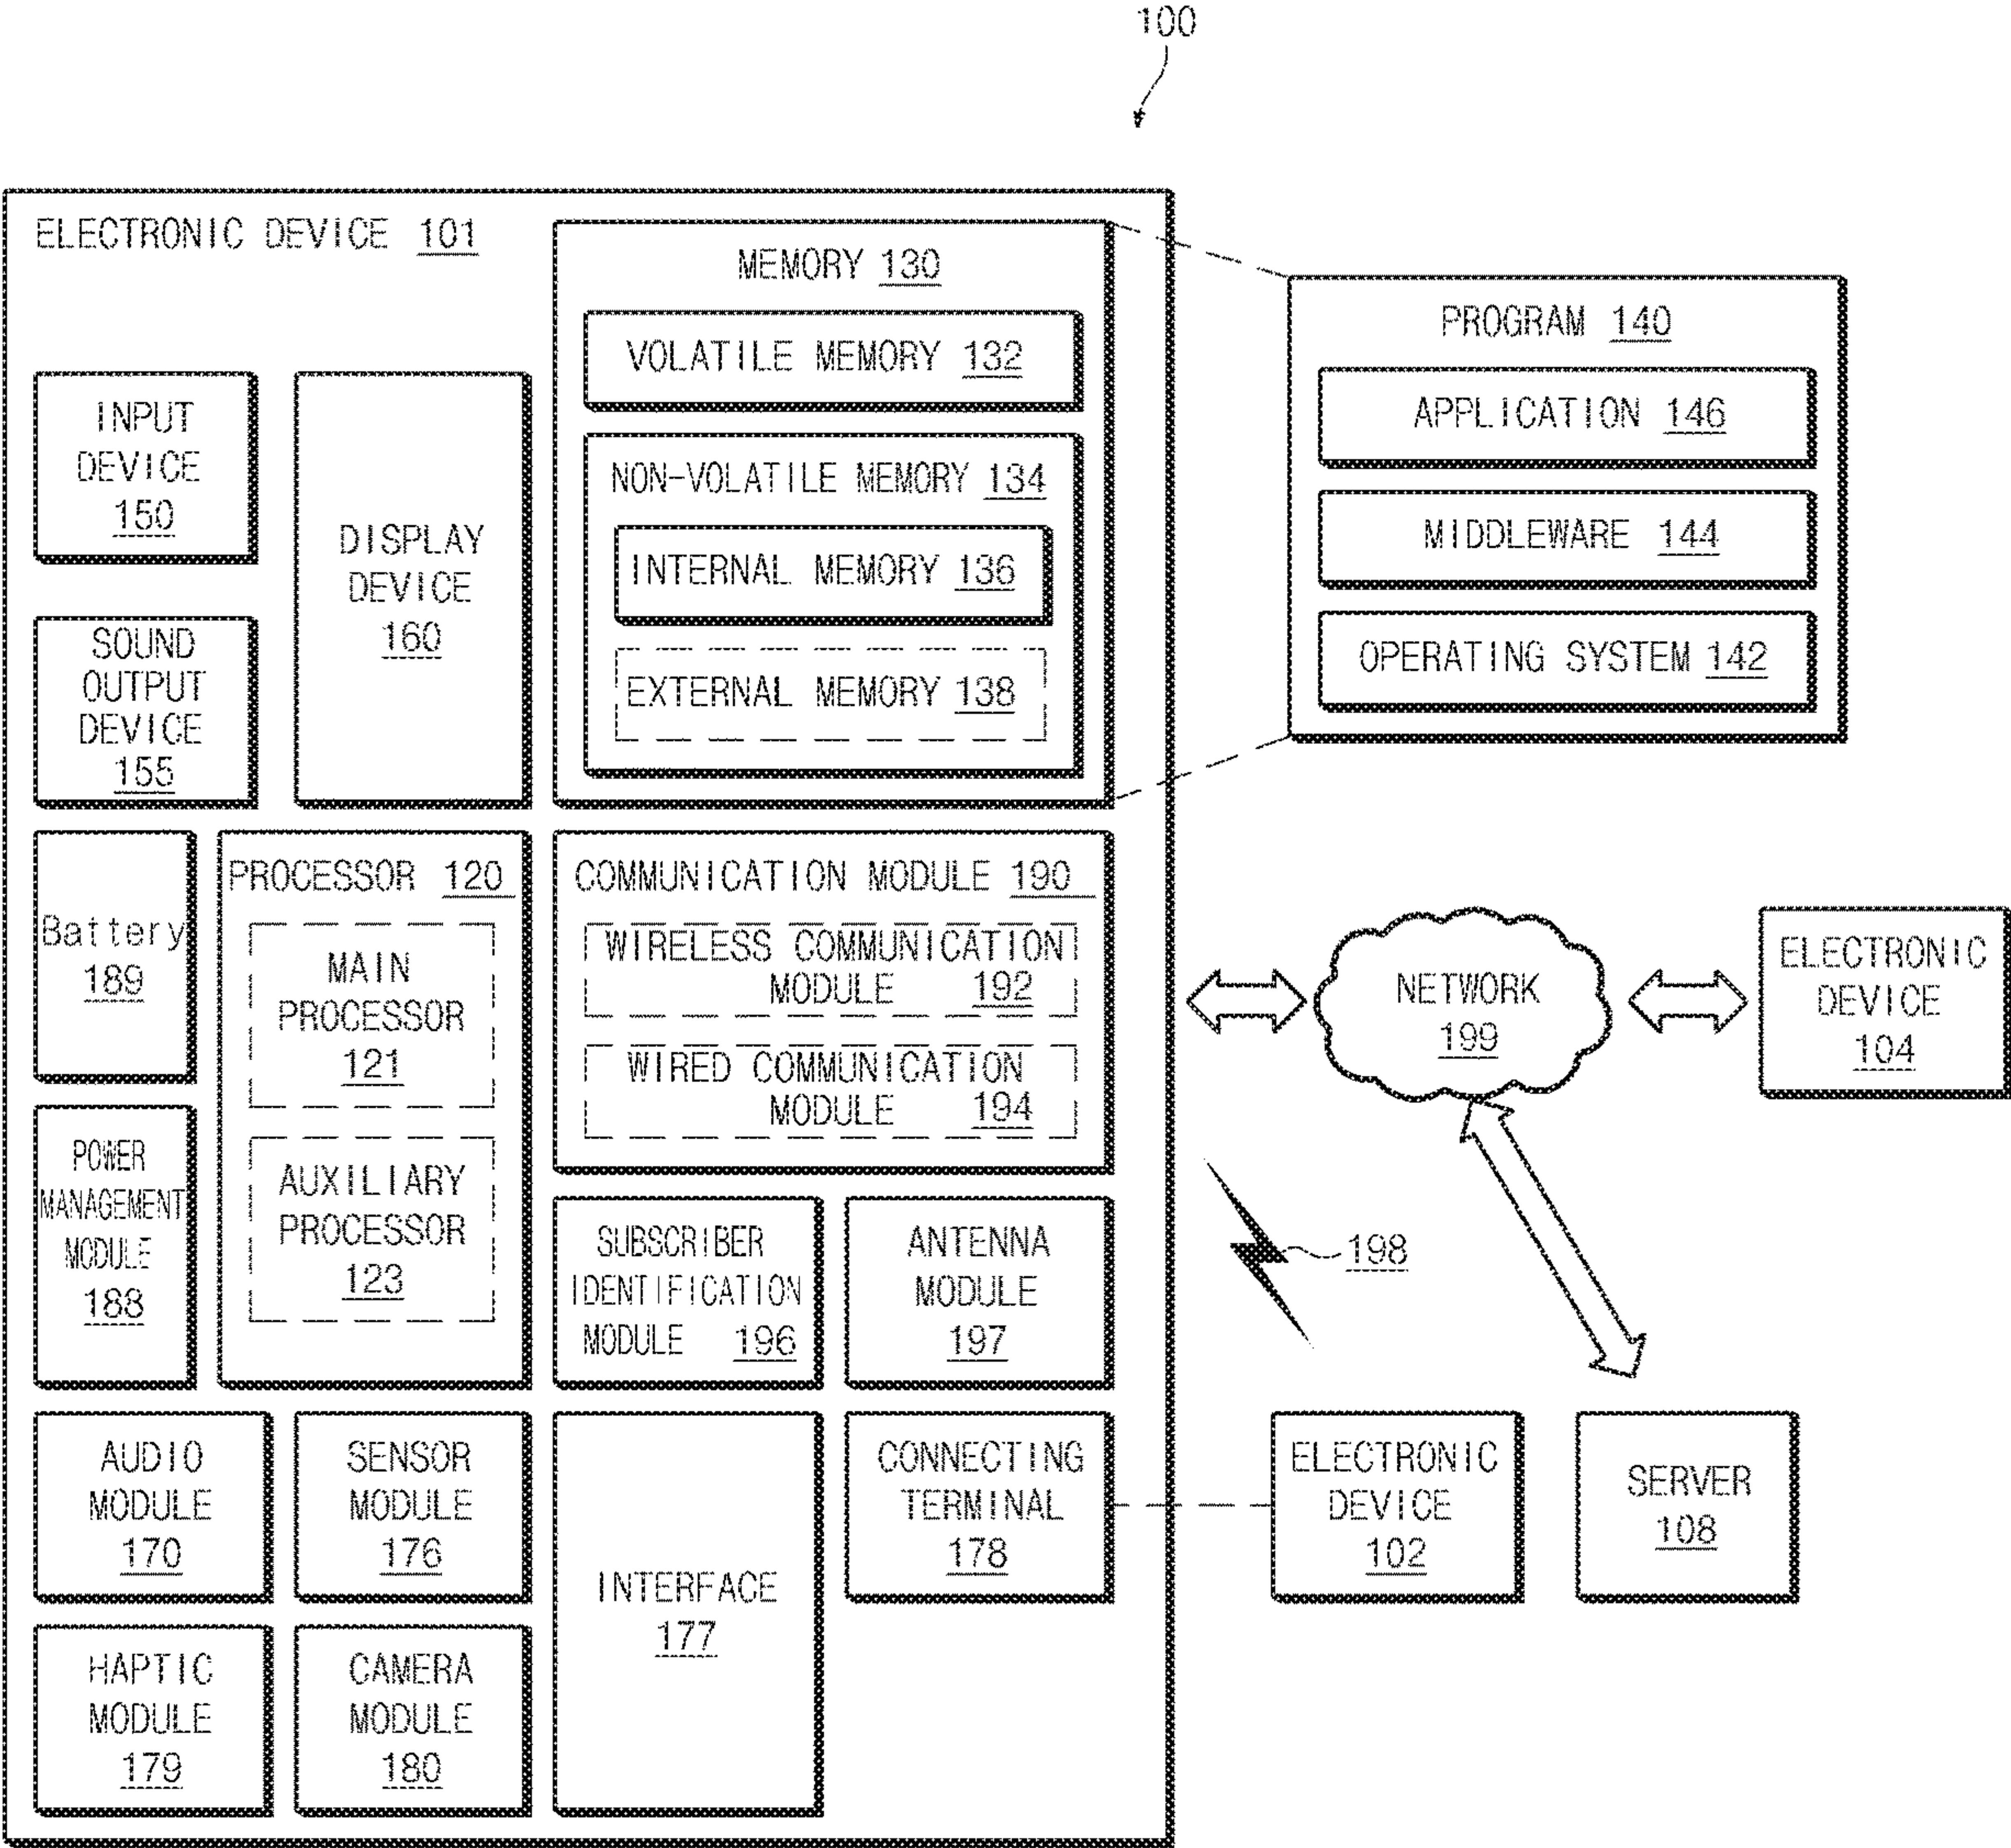 100
ELECTRONIC DEVICE 101
MEMORY 130
VOLATILE MEMORY 132
NON-VOLATILE MEMORY 134
INTERNAL MEMORY 136
EXTERNAL MEMORY 138
PROGRAM 140
APPLICATION 146
MIDDLEWARE 144
OPERATING SYSTEM 142
INPUT
DEVICE
150
DISPLAY
DEVICE
160
SOUND
OUTPUT
DEVICE
155
Battery
189
PROCESSOR 120
MAIN
PROCESSOR
121
AUXILIARY
PROCESSOR
123
POWER
MANAGEMENT
MODULE
188
COMMUNICATION MODULE 190
WIRELESS COMMUNICATION
MODULE 192
WIRED COMMUNICATION
MODULE 194
NETWORK
199
ELECTRONIC
DEVICE
104
SUBSCRIBER
IDENTIFICATION
MODULE 196
ANTENNA
MODULE
197
198
AUDIO
MODULE
170
SENSOR
MODULE
176
INTERFACE
177
CONNECTING
TERMINAL
178
ELECTRONIC
DEVICE
102
SERVER
108
HAPTIC
MODULE
179
CAMERA
MODULE
180